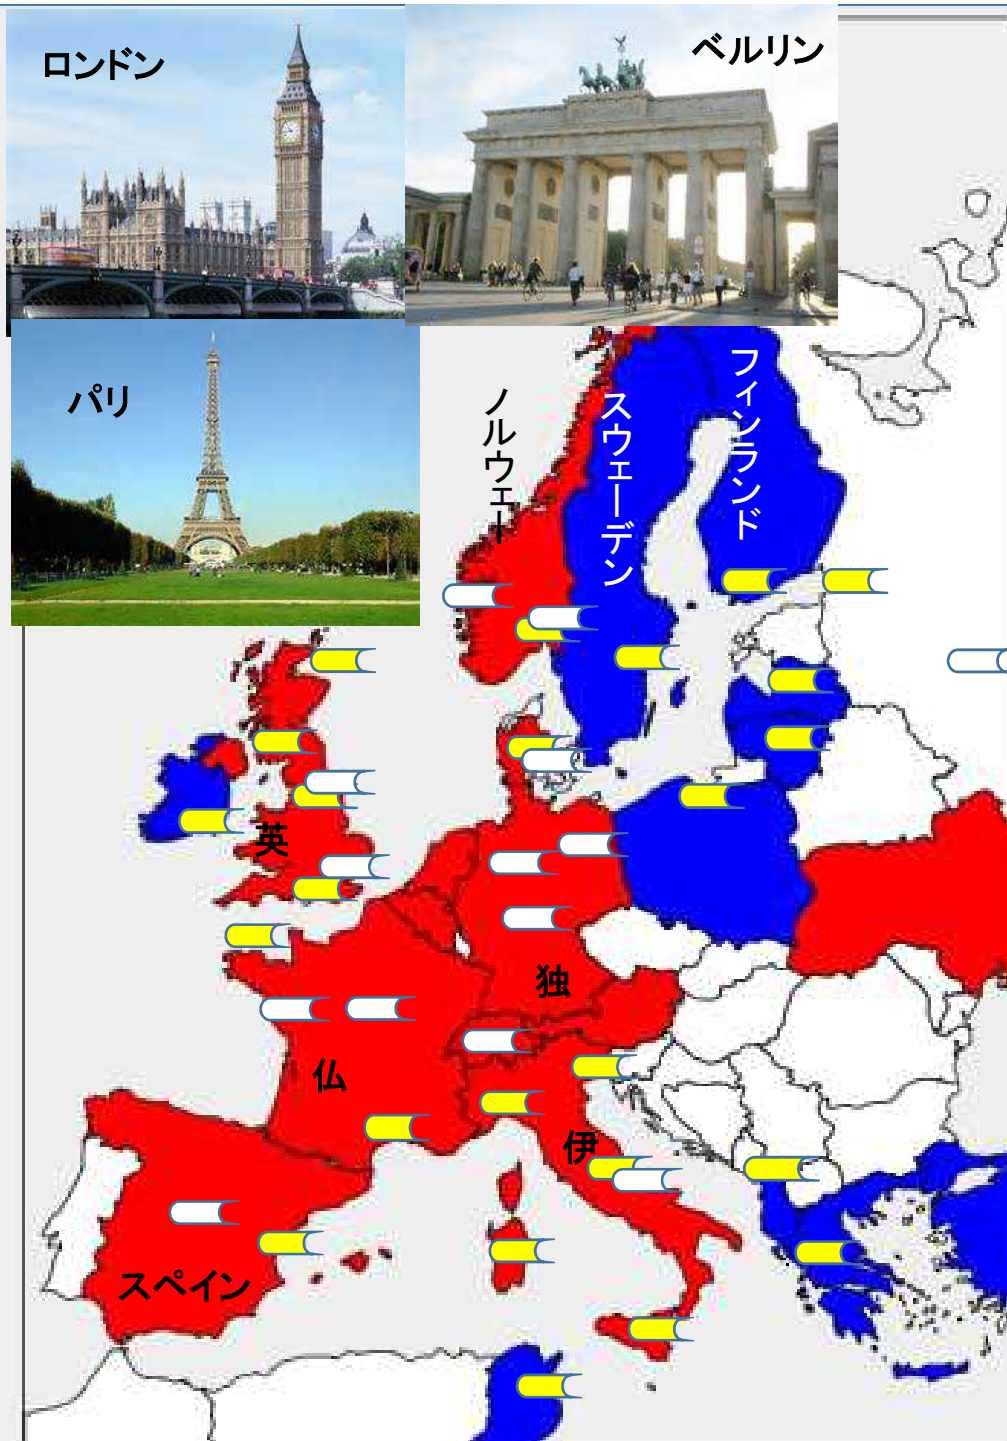 ロンドン
ベルリン
パリ
ノルウェー
スウェーデン
フィンランド
英
独
仏
伊
スペイン